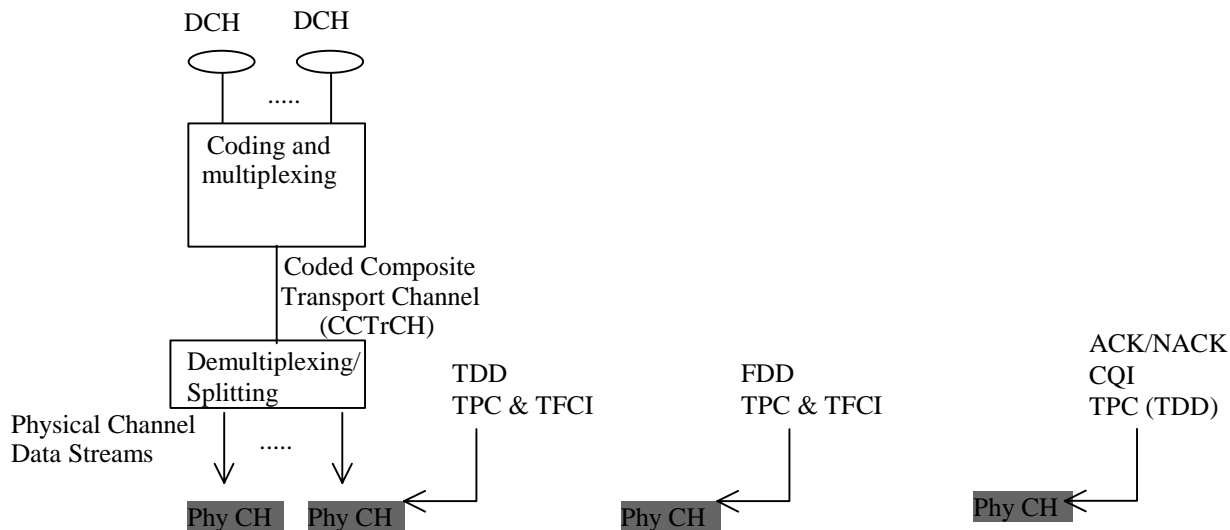 DCH
DCH
.....
Coding and
multiplexing
Coded Composite
Transport Channel
(CCTrCH)
Demultiplexing/
Splitting
Physical Channel
Data Streams
.....
TDD
TPC & TFCI
FDD
TPC & TFCI
ACK/NACK
CQI
TPC (TDD)
Phy CH
Phy CH
Phy CH
Phy CH